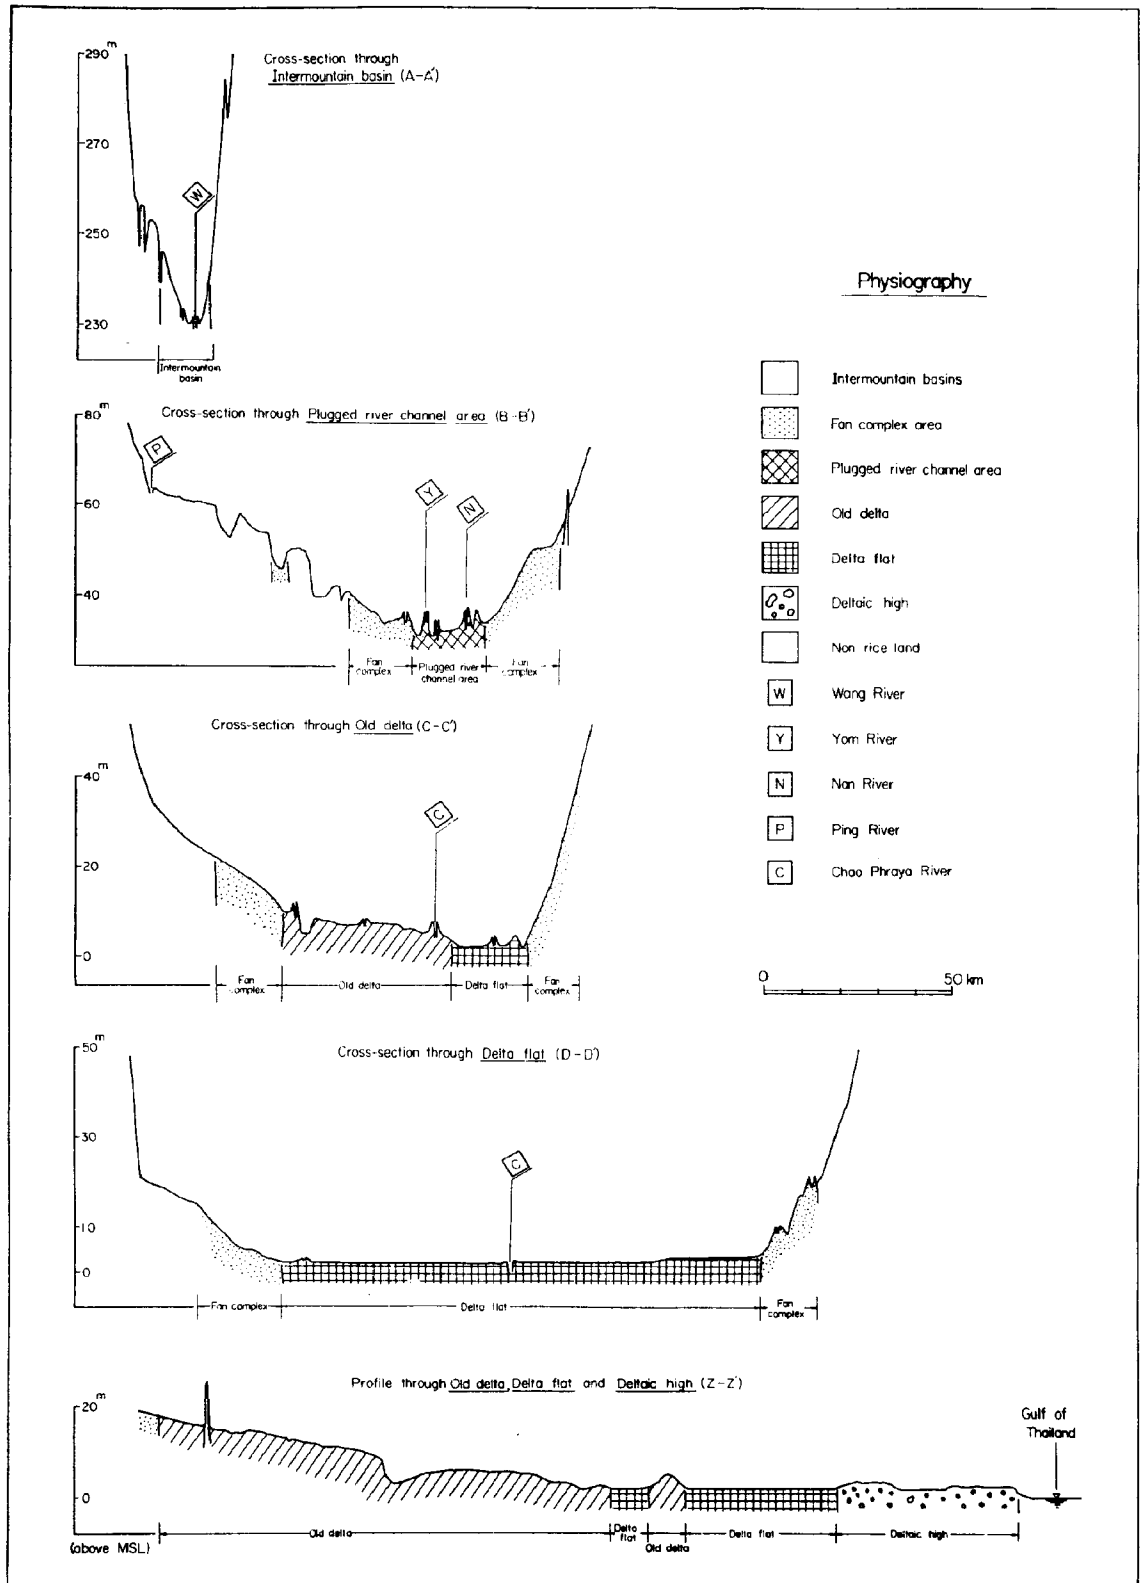 290 m
Cross-section through
Intermountain basin (A-A')
270
W
250
230
Intermountain
basin
Physiography
Intermountain basins
Fan complex area
Plugged river channel area
Old delta
Delta flat
Deltaic high
Non rice land
W Wang River
Y Yom River
N Nan River
P Ping River
C Chao Phraya River
0 50 km
80 m
Cross-section through Plugged river channel area (B-B')
P
Y
N
60
40
Fan
complex
Plugged river
channel area
Fan
complex
Cross-section through Old delta (C-C')
40 m
C
20
0
Fan
complex
Old delta
Delta flat
Fan
complex
50 m
Cross-section through Delta flat (D-D')
30
C
10
0
Fan complex
Delta flat
Fan
complex
Profile through Old delta, Delta flat and Deltaic high (Z-Z')
20 m
Gulf of
Thailand
0
(above MSL)
Old delta
Delta
flat
Old delta
Delta flat
Deltaic high